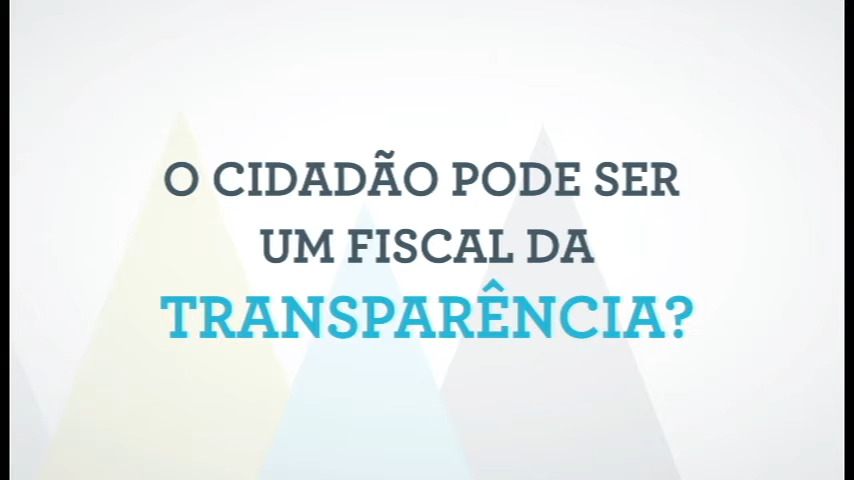 O CIDADÃO PODE SER
UM FISCAL DA
TRANSPARÊNCIA?